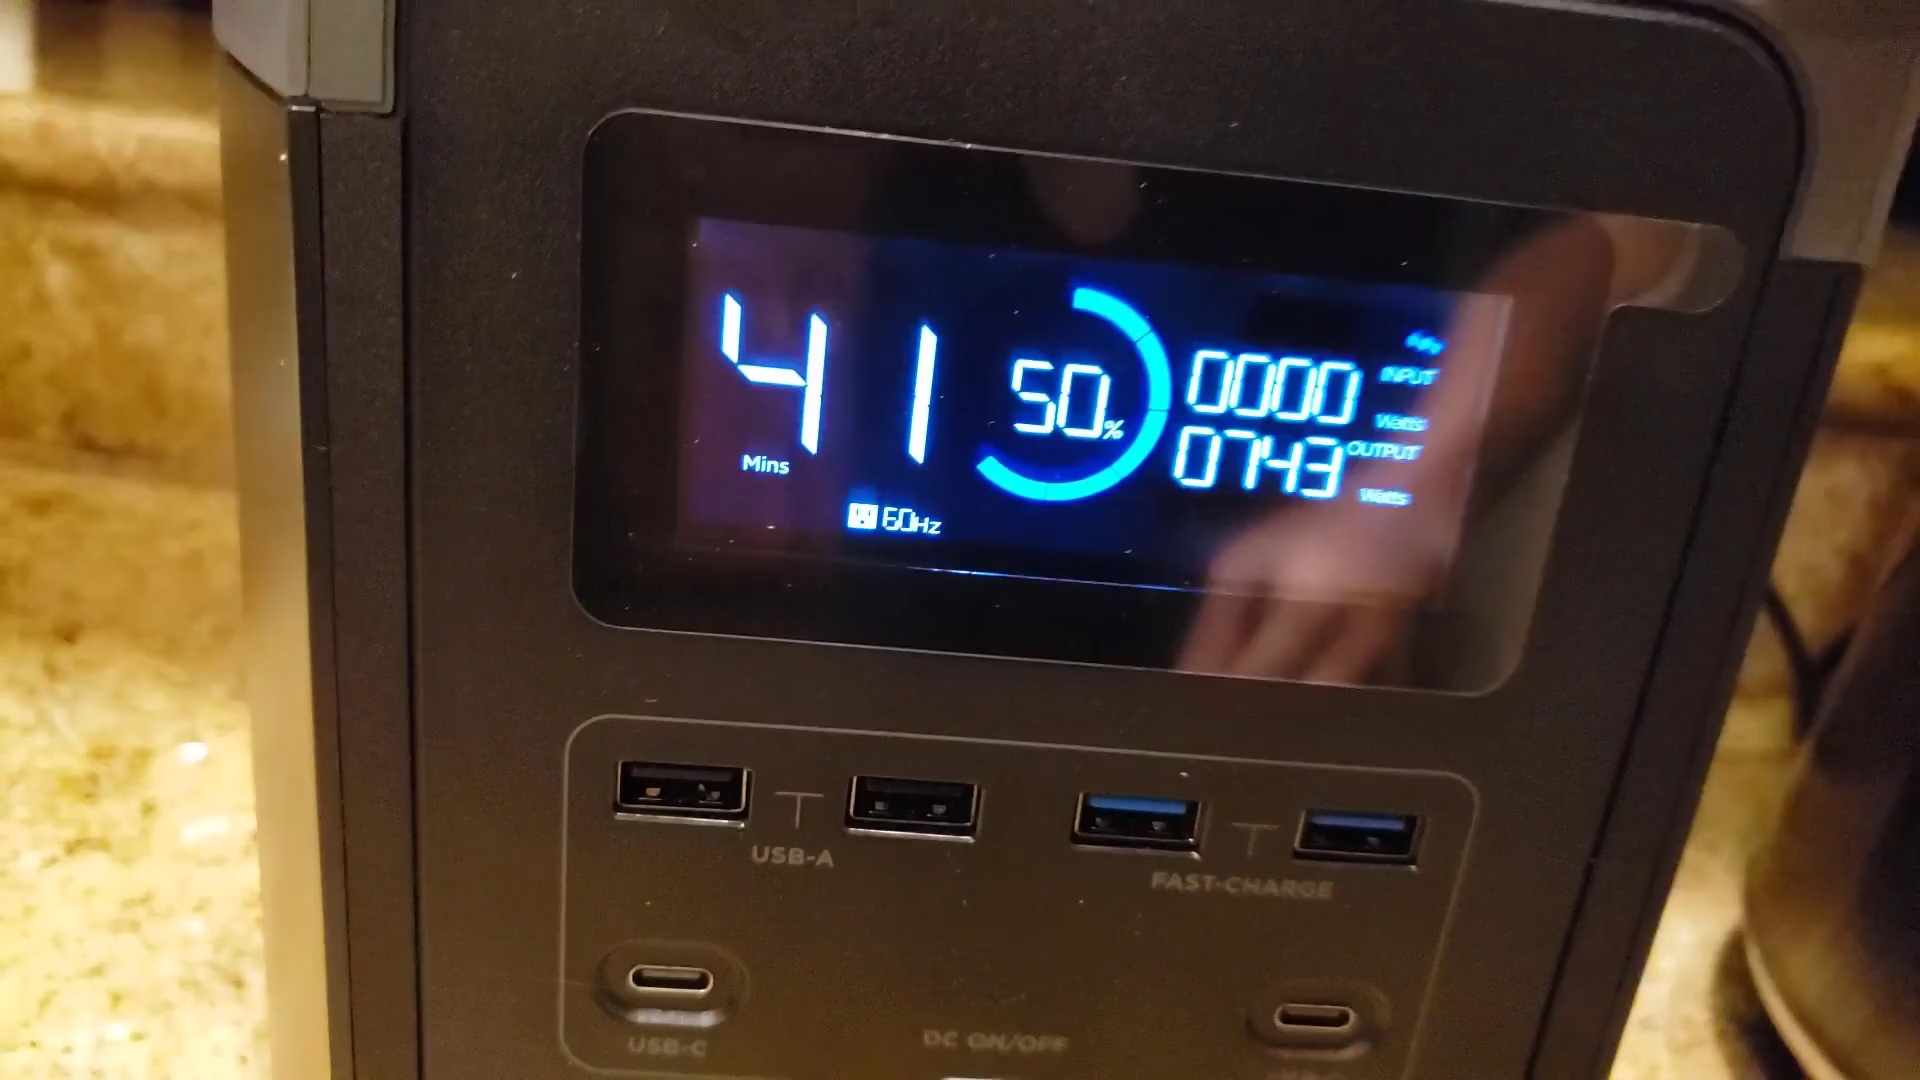 41
Mins
60Hz
50%
0000 INPUT
Watts
0743 OUTPUT
Watts
USB-A
FAST-CHARGE
USB-C
DC ON/OFF